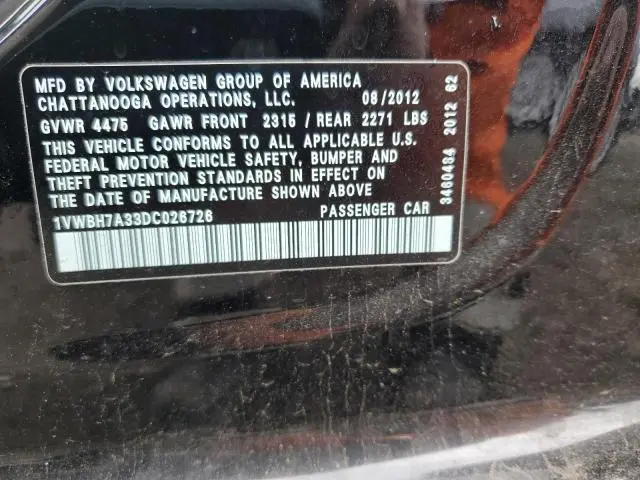 MFD BY VOLKSWAGEN GROUP OF AMERICA
CHATTANOOGA OPERATIONS, LLC. 08/2012
GVWR 4475 GAWR FRONT 2315 / REAR 2271 LBS
THIS VEHICLE CONFORMS TO ALL APPLICABLE U.S.
FEDERAL MOTOR VEHICLE SAFETY, BUMPER AND
THEFT PREVENTION STANDARDS IN EFFECT ON
THE DATE OF MANUFACTURE SHOWN ABOVE
1VWBH7A33DC026726 PASSENGER CAR
3460484 2012 62